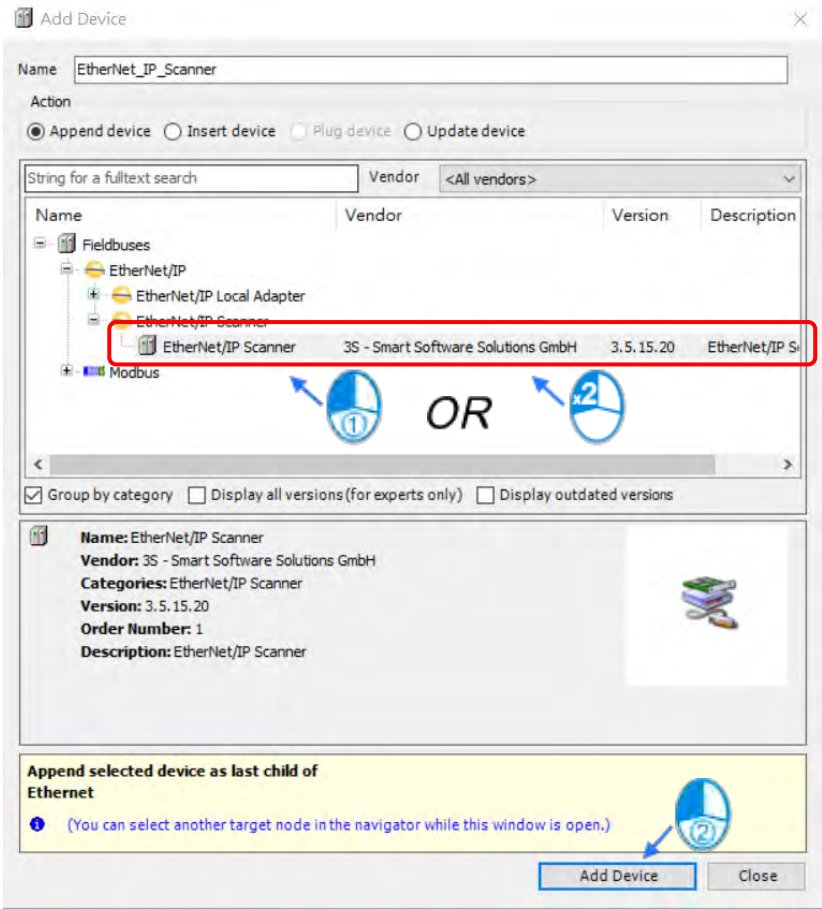 Add Device
Name EtherNet_IP_Scanner
Action
Append device Insert device Plug device Update device
String for a fulltext search Vendor <All vendors>
Name Vendor Version Description
Fieldbuses
EtherNet/IP
EtherNet/IP Local Adapter
EtherNet/IP Scanner
EtherNet/IP Scanner 3S - Smart Software Solutions GmbH 3.5.15.20 EtherNet/IP S
Modbus
1 OR x2
Group by category Display all versions(for experts only) Display outdated versions
Name: EtherNet/IP Scanner
Vendor: 3S - Smart Software Solutions GmbH
Categories: EtherNet/IP Scanner
Version: 3.5.15.20
Order Number: 1
Description: EtherNet/IP Scanner
Append selected device as last child of
Ethernet
(You can select another target node in the navigator while this window is open.)
2
Add Device Close